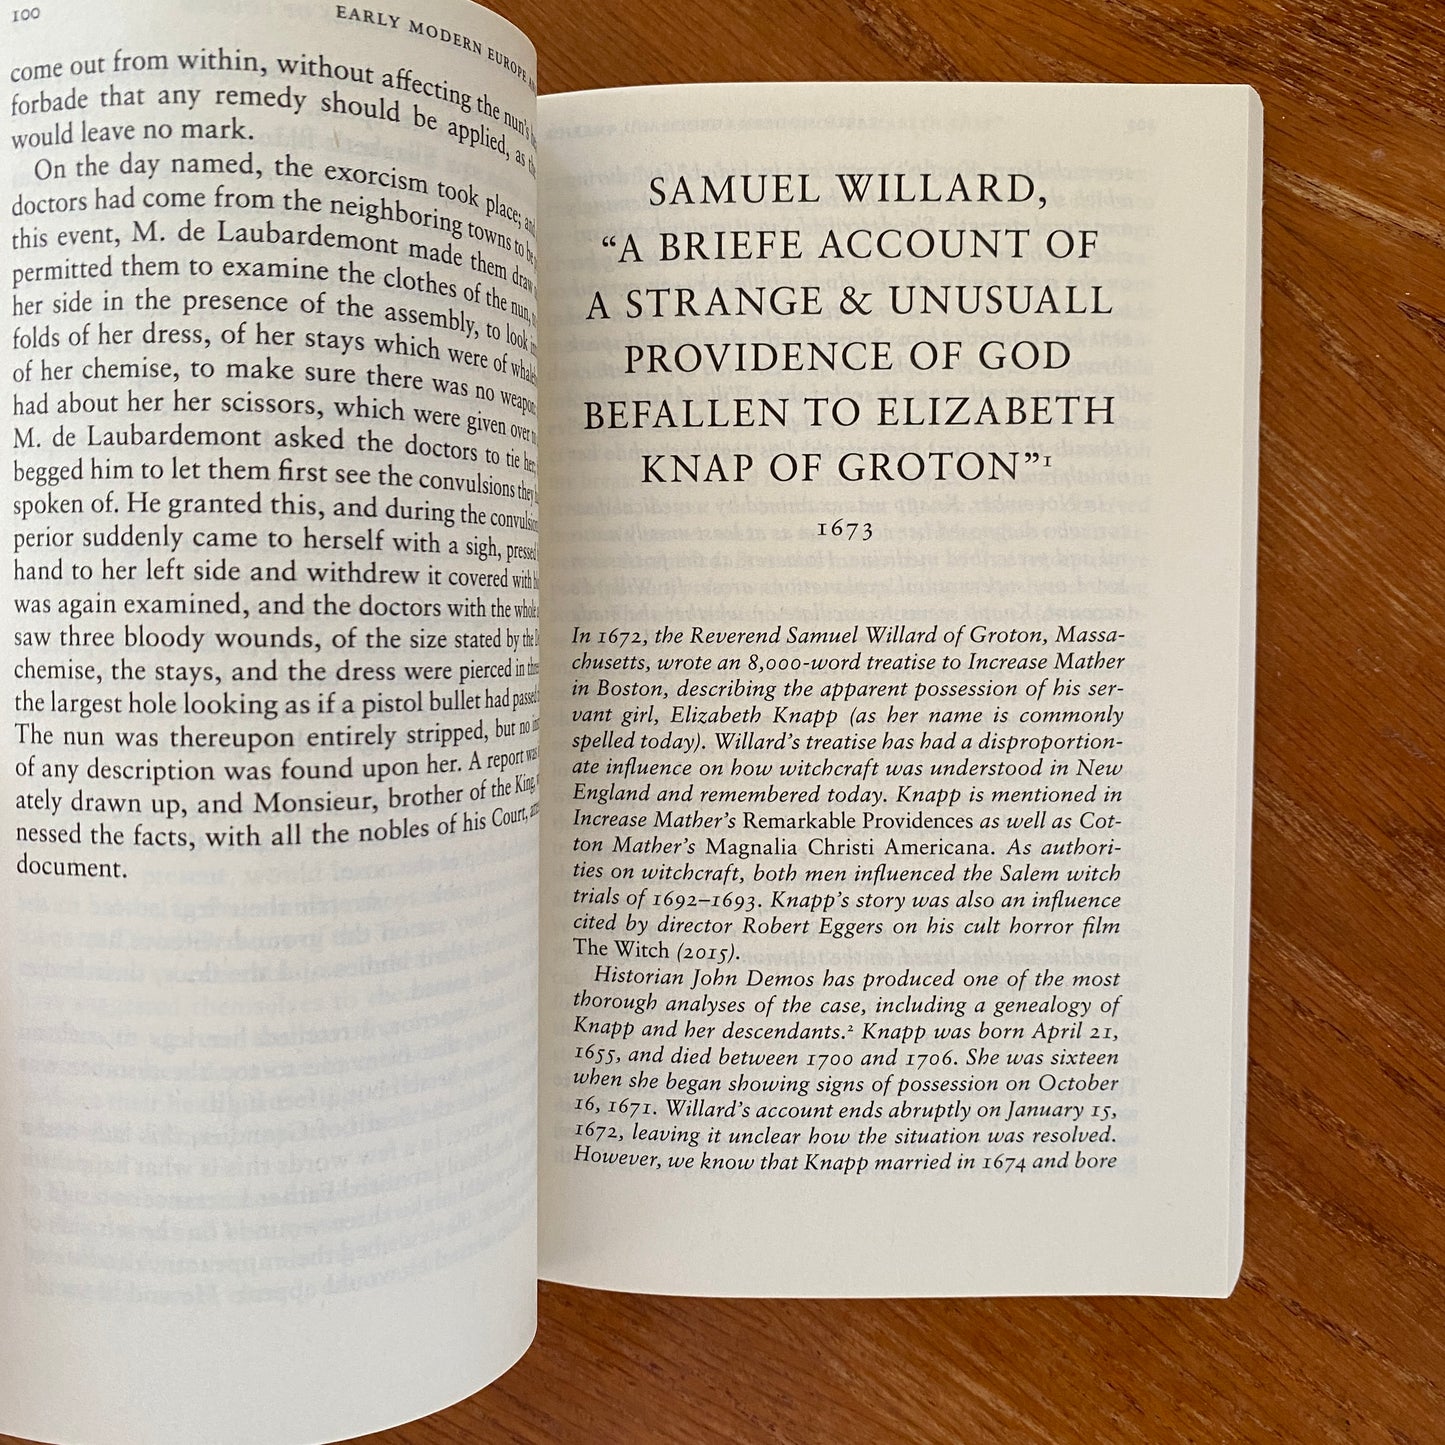 100
EARLY MODERN EUROPE
come out from within, without affecting the nun's
forbade that any remedy should be applied, as
would leave no mark.
On the day named, the exorcism took place; and
doctors had come from the neighboring towns to be
this event, M. de Laubardemont made them draw
permitted them to examine the clothes of the nun,
her side in the presence of the assembly, to look
folds of her dress, of her stays which were of
of her chemise, to make sure there was no weapon
had about her her scissors, which were given over
M. de Laubardemont asked the doctors to tie her,
begged him to let them first see the convulsions they
spoken of. He granted this, and during the
perior suddenly came to herself with a sigh, pressed
hand to her left side and withdrew it covered with
was again examined, and the doctors with the whole
saw three bloody wounds, of the size stated by the
chemise, the stays, and the dress were pierced in
the largest hole looking as if a pistol bullet had passed
The nun was thereupon entirely stripped, but no
of any description was found upon her. A report was
ately drawn up, and Monsieur, brother of the King,
nessed the facts, with all the nobles of his Court,
document.
SAMUEL WILLARD,
“A BRIEFE ACCOUNT OF
A STRANGE & UNUSUALL
PROVIDENCE OF GOD
BEFALLEN TO ELIZABETH
KNAP OF GROTON”1
1673
In 1672, the Reverend Samuel Willard of Groton, Massa-
chusetts, wrote an 8,000-word treatise to Increase Mather
in Boston, describing the apparent possession of his ser-
vant girl, Elizabeth Knapp (as her name is commonly
spelled today). Willard's treatise has had a disproportion-
ate influence on how witchcraft was understood in New
England and remembered today. Knapp is mentioned in
Increase Mather's Remarkable Providences as well as Cot-
ton Mather's Magnalia Christi Americana. As authori-
ties on witchcraft, both men influenced the Salem witch
trials of 1692–1693. Knapp's story was also an influence
cited by director Robert Eggers on his cult horror film
The Witch (2015).
Historian John Demos has produced one of the most
thorough analyses of the case, including a genealogy of
Knapp and her descendants.2 Knapp was born April 21,
1655, and died between 1700 and 1706. She was sixteen
when she began showing signs of possession on October
16, 1671. Willard's account ends abruptly on January 15,
1672, leaving it unclear how the situation was resolved.
However, we know that Knapp married in 1674 and bore